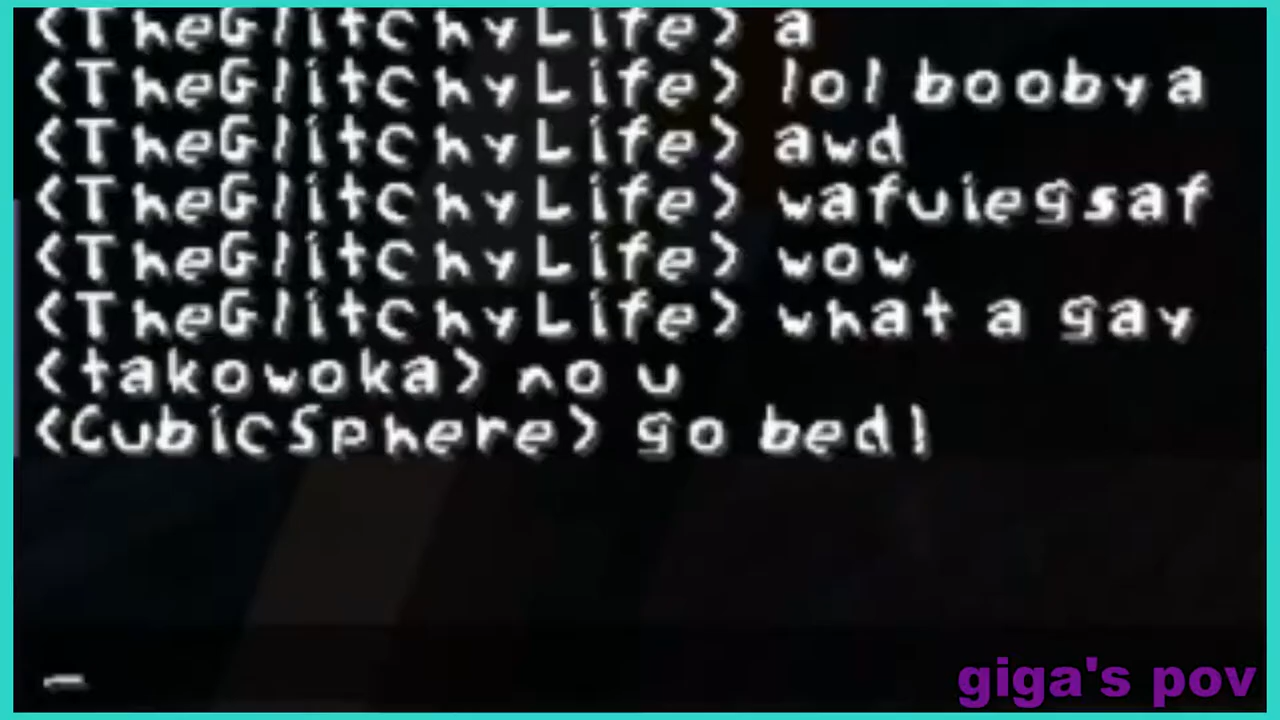 <TheGlitchyLife> a
<TheGlitchyLife> lol booby a
<TheGlitchyLife> awd
<TheGlitchyLife> wafuiegsaf
<TheGlitchyLife> wow
<TheGlitchyLife> what a gay
<takowoka> no u
<CubicSphere> go bed!
_
giga's pov